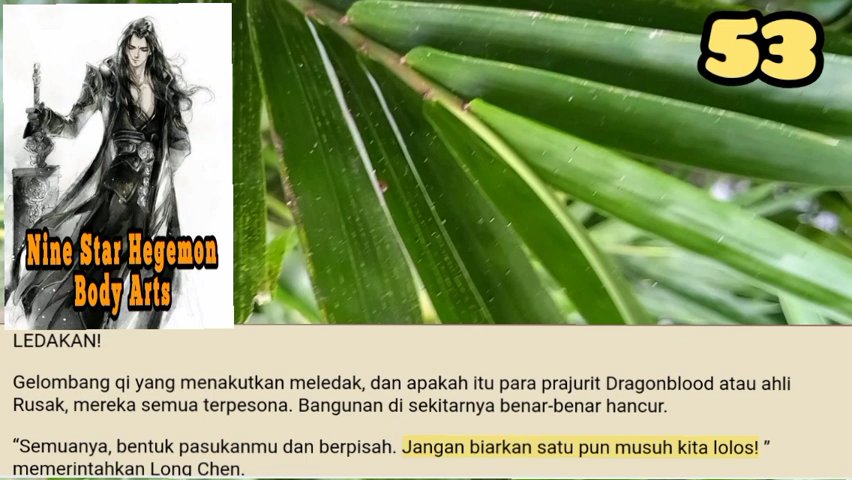 53
Nine Star Hegemon
Body Arts
LEDAKAN!
Gelombang qi yang menakutkan meledak, dan apakah itu para prajurit Dragonblood atau ahli
Rusak, mereka semua terpesona. Bangunan di sekitarnya benar-benar hancur.
“Semuanya, bentuk pasukanmu dan berpisah. Jangan biarkan satu pun musuh kita lolos! ”
memerintahkan Long Chen.